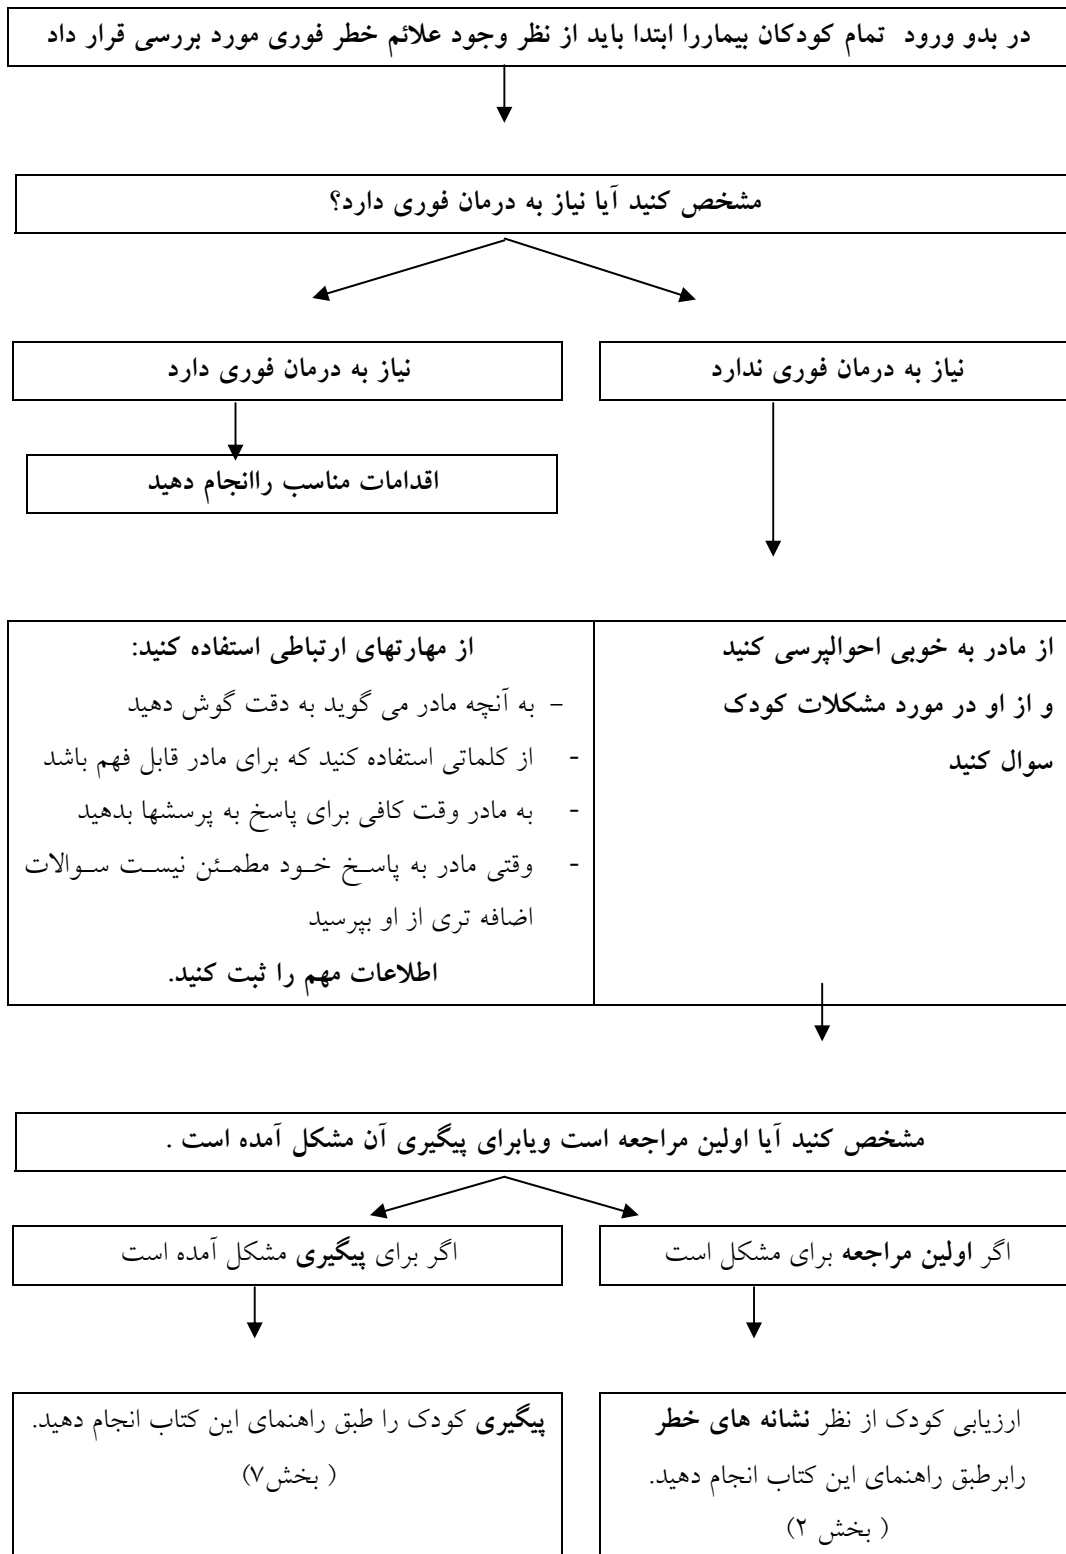 در بدو ورود تمام کودکان بیماررا ابتدا باید از نظر وجود علائم خطر فوری مورد بررسی قرار داد
مشخص کنید آیا نیاز به درمان فوری دارد؟
نیاز به درمان فوری ندارد
نیاز به درمان فوری دارد
اقدامات مناسب راانجام دهید
از مادر به خوبی احوالپرسی کنید
و از او در مورد مشکلات کودک
سوال کنید
از مهارتهای ارتباطی استفاده کنید:
– به آنچه مادر می گوید به دقت گوش دهید
- از کلماتی استفاده کنید که برای مادر قابل فهم باشد
- به مادر وقت کافی برای پاسخ به پرسشها بدهید
- وقتی مادر به پاسخ خود مطمئن نیست سوالات
اضافه تری از او بپرسید
اطلاعات مهم را ثبت کنید.
مشخص کنید آیا اولین مراجعه است ویابرای پیگیری آن مشکل آمده است .
اگر اولین مراجعه برای مشکل است
اگر برای پیگیری مشکل آمده است
ارزیابی کودک از نظر نشانه های خطر
رابرطبق راهنمای این کتاب انجام دهید.
( بخش ۲)
پیگیری کودک را طبق راهنمای این کتاب انجام دهید.
( بخش۷)